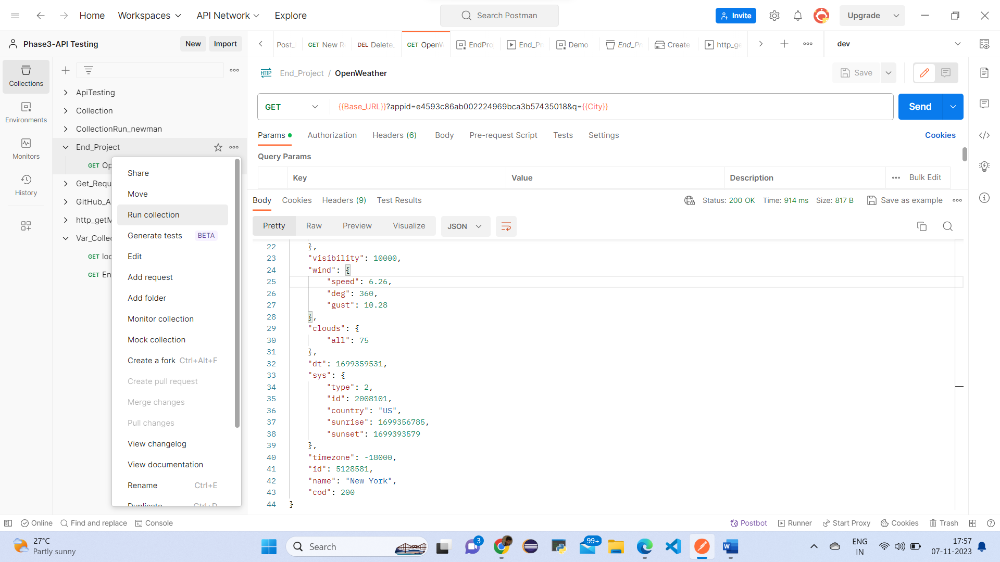 Home Workspaces API Network Explore Search Postman Invite Upgrade
Phase3-API Testing New Import
Post_ GET New R DEL Delete_ GET OpenW EndPro End_Pr Demo End_Pr Create http_ge dev
Collections
Environments
Monitors
History
ApiTesting
Collection
CollectionRun_newman
End_Project
GET Op
Get_Requ
GitHub_A
http_getM
Var_Collec
GET loc
GET En
Share
Move
Run collection
Generate tests BETA
Edit
Add request
Add folder
Monitor collection
Mock collection
Create a fork Ctrl+Alt+F
Create pull request
Merge changes
Pull changes
View changelog
View documentation
Rename Ctrl+E
Duplicate Ctrl+D
HTTP End_Project / OpenWeather Save
GET {{Base_URL}}?appid=e4593c86ab002224969bca3b57435018&q={{City}} Send
Params Authorization Headers (6) Body Pre-request Script Tests Settings Cookies
Query Params
Key Value Description Bulk Edit
Body Cookies Headers (9) Test Results Status: 200 OK Time: 914 ms Size: 817 B Save as example
Pretty Raw Preview Visualize JSON
22 },
23 "visibility": 10000,
24 "wind": {
25 "speed": 6.26,
26 "deg": 360,
27 "gust": 10.28
28 },
29 "clouds": {
30 "all": 75
31 },
32 "dt": 1699359531,
33 "sys": {
34 "type": 2,
35 "id": 2008101,
36 "country": "US",
37 "sunrise": 1699356785,
38 "sunset": 1699393579
39 },
40 "timezone": -18000,
41 "id": 5128581,
42 "name": "New York",
43 "cod": 200
44 }
Online Find and replace Console Postbot Runner Start Proxy Cookies Trash
27°C
Partly sunny
Search
3
99+
ENG
IN
17:57
07-11-2023